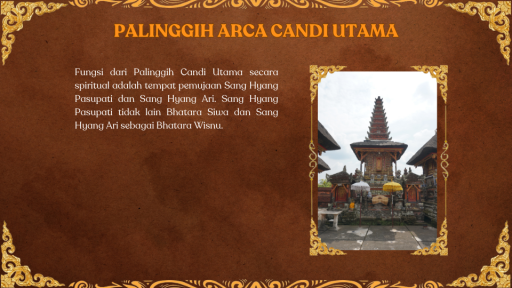 PALINGGIH ARCA CANDI UTAMA
Fungsi dari Palinggih Candi Utama secara
spiritual adalah tempat pemujaan Sang Hyang
Pasupati dan Sang Hyang Ari. Sang Hyang
Pasupati tidak lain Bhatara Siwa dan Sang
Hyang Ari sebagai Bhatara Wisnu.